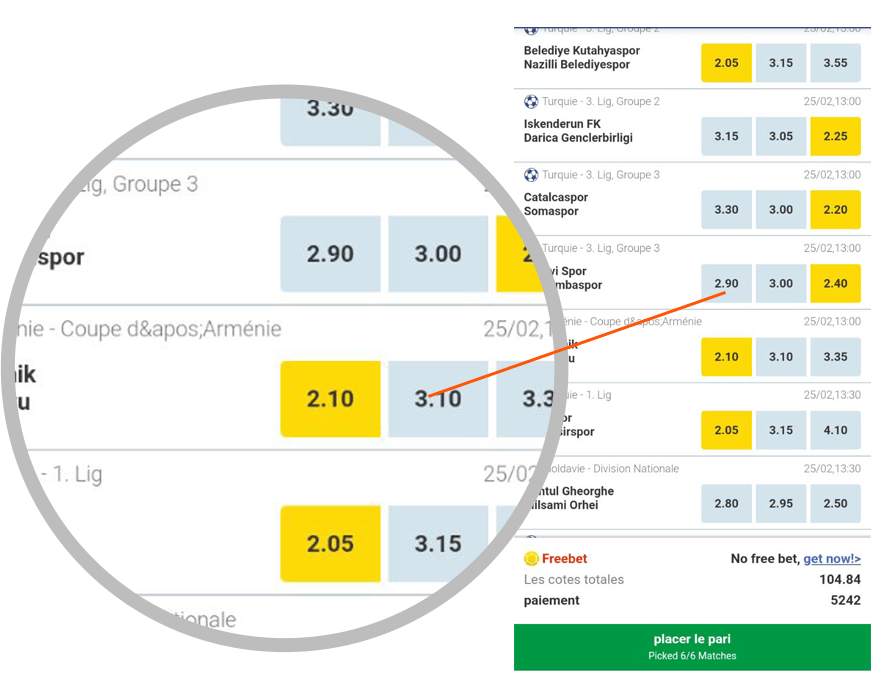 3.30
Lig, Groupe 3
spor
2.90
3.00
nie - Coupe d&apos;Arménie
25/02,1
ik
u
2.10
3.10
3.3
- 1. Lig
25/02
2.05
3.15
tionale
Turquie - 3. Lig, Groupe 2
25/02,13:00
Belediye Kutahyaspor
Nazilli Belediyespor
2.05
3.15
3.55
Turquie - 3. Lig, Groupe 2
25/02,13:00
Iskenderun FK
Darica Genclerbirligi
3.15
3.05
2.25
Turquie - 3. Lig, Groupe 3
25/02,13:00
Catalcaspor
Somaspor
3.30
3.00
2.20
Turquie - 3. Lig, Groupe 3
25/02,13:00
vi Spor
mbaspor
2.90
3.00
2.40
énie - Coupe d&apos;Arménie
25/02,13:00
ik
u
2.10
3.10
3.35
uie - 1. Lig
25/02,13:30
or
sirspor
2.05
3.15
4.10
oldavie - Division Nationale
25/02,13:30
ntul Gheorghe
ilsami Orhei
2.80
2.95
2.50
Freebet
No free bet, get now!>
Les cotes totales
104.84
paiement
5242
placer le pari
Picked 6/6 Matches